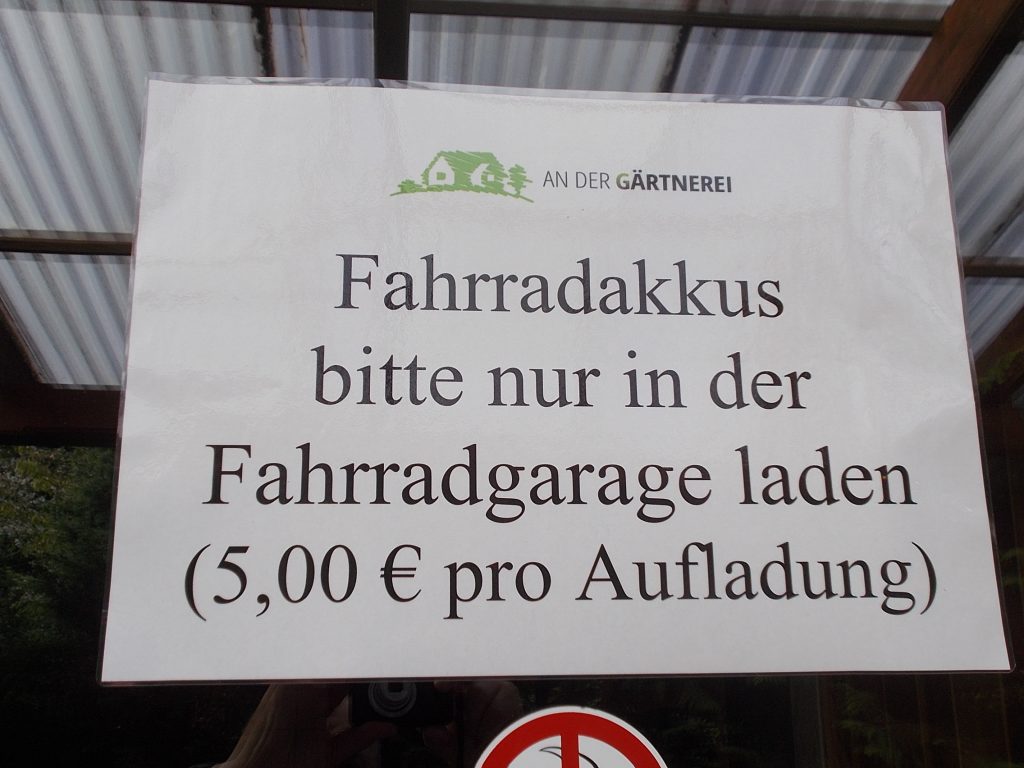 AN DER GÄRTNEREI
Fahrradakkus
bitte nur in der
Fahrradgarage laden
(5,00 € pro Aufladung)